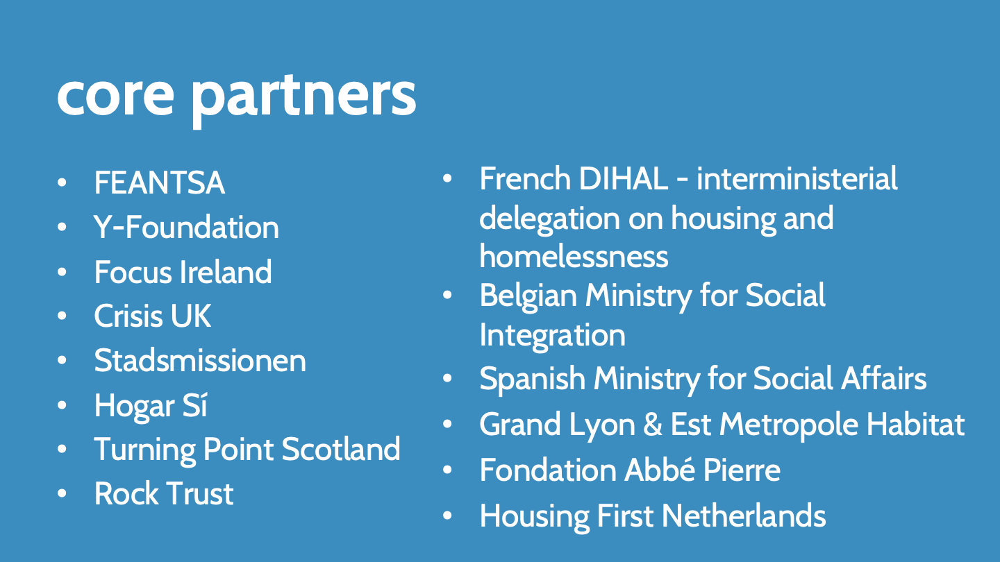 core partners
• FEANTSA
• Y-Foundation
• Focus Ireland
• Crisis UK
• Stadsmissionen
• Hogar Sí
• Turning Point Scotland
• Rock Trust
• French DIHAL - interministerial
delegation on housing and
homelessness
• Belgian Ministry for Social
Integration
• Spanish Ministry for Social Affairs
• Grand Lyon & Est Metropole Habitat
• Fondation Abbé Pierre
• Housing First Netherlands